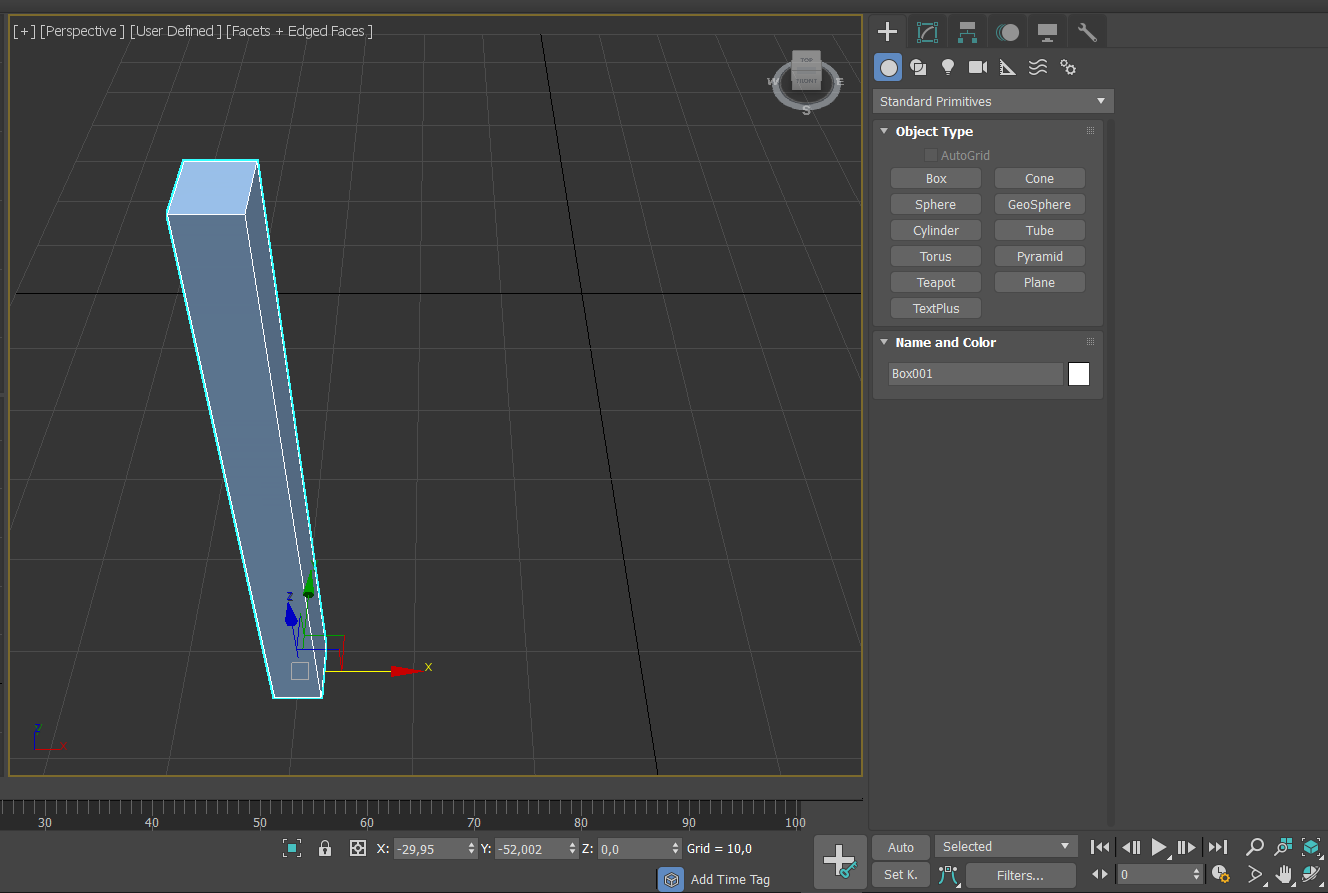 [ + ] [Perspective ] [User Defined ] [Facets + Edged Faces ]
TOP
FRONT
W
E
S
Standard Primitives
Object Type
AutoGrid
Box Cone
Sphere GeoSphere
Cylinder Tube
Torus Pyramid
Teapot Plane
TextPlus
Name and Color
Box001
z
x
z
x
30 40 50 60 70 80 90 100
X: -29,95 Y: -52,002 Z: 0,0 Grid = 10,0
Add Time Tag
Auto Selected
Set K. Filters... 0